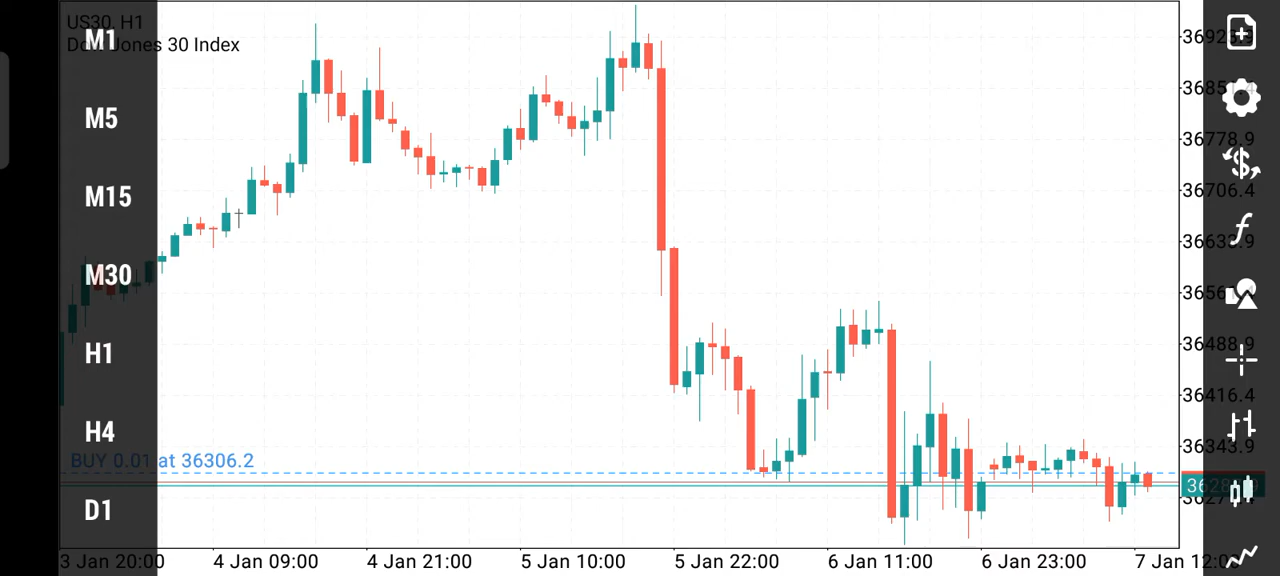 US30, H1
Dow Jones 30 Index
M1
M5
M15
M30
H1
H4
D1
BUY 0.01 at 36306.2
36778.9
36706.4
36488.9
36416.4
36343.9
3 Jan 20:00
4 Jan 09:00
4 Jan 21:00
5 Jan 10:00
5 Jan 22:00
6 Jan 11:00
6 Jan 23:00
7 Jan 12:00